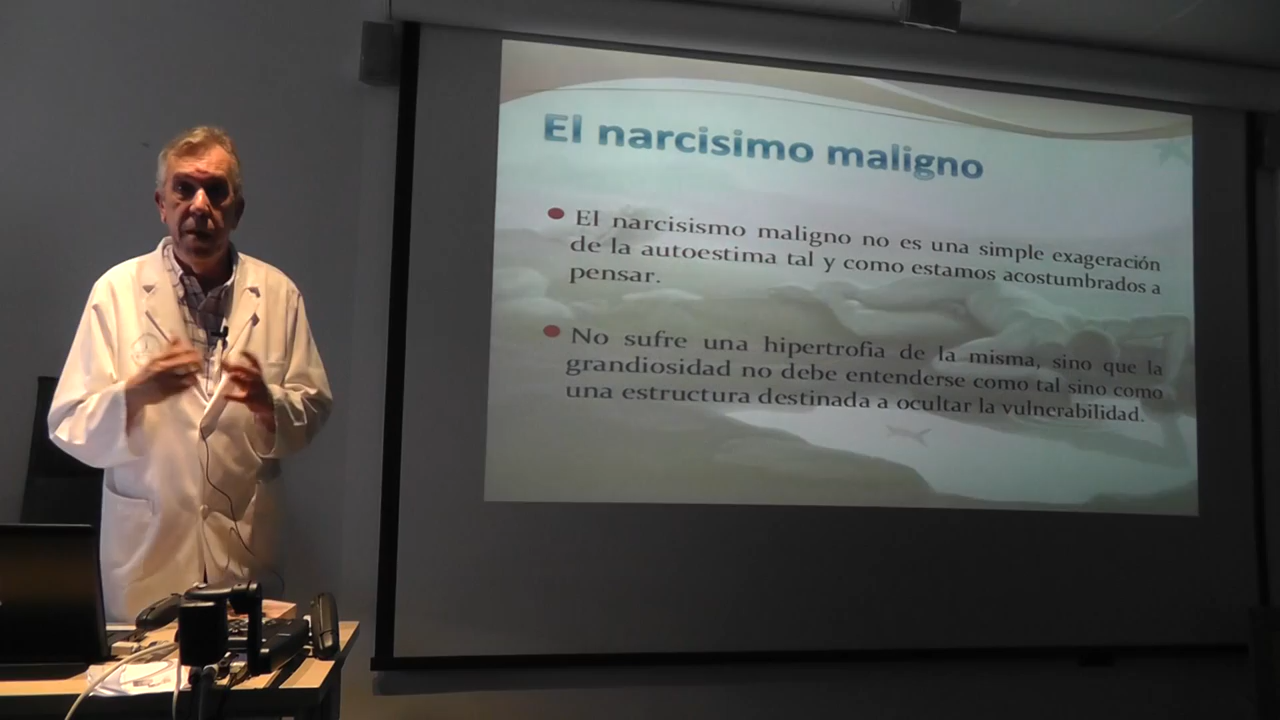 El narcisimo maligno
El narcisismo maligno no es una simple exageración
de la autoestima tal y como estamos acostumbrados a
pensar.
No sufre una hipertrofia de la misma, sino que la
grandiosidad no debe entenderse como tal sino como
una estructura destinada a ocultar la vulnerabilidad.